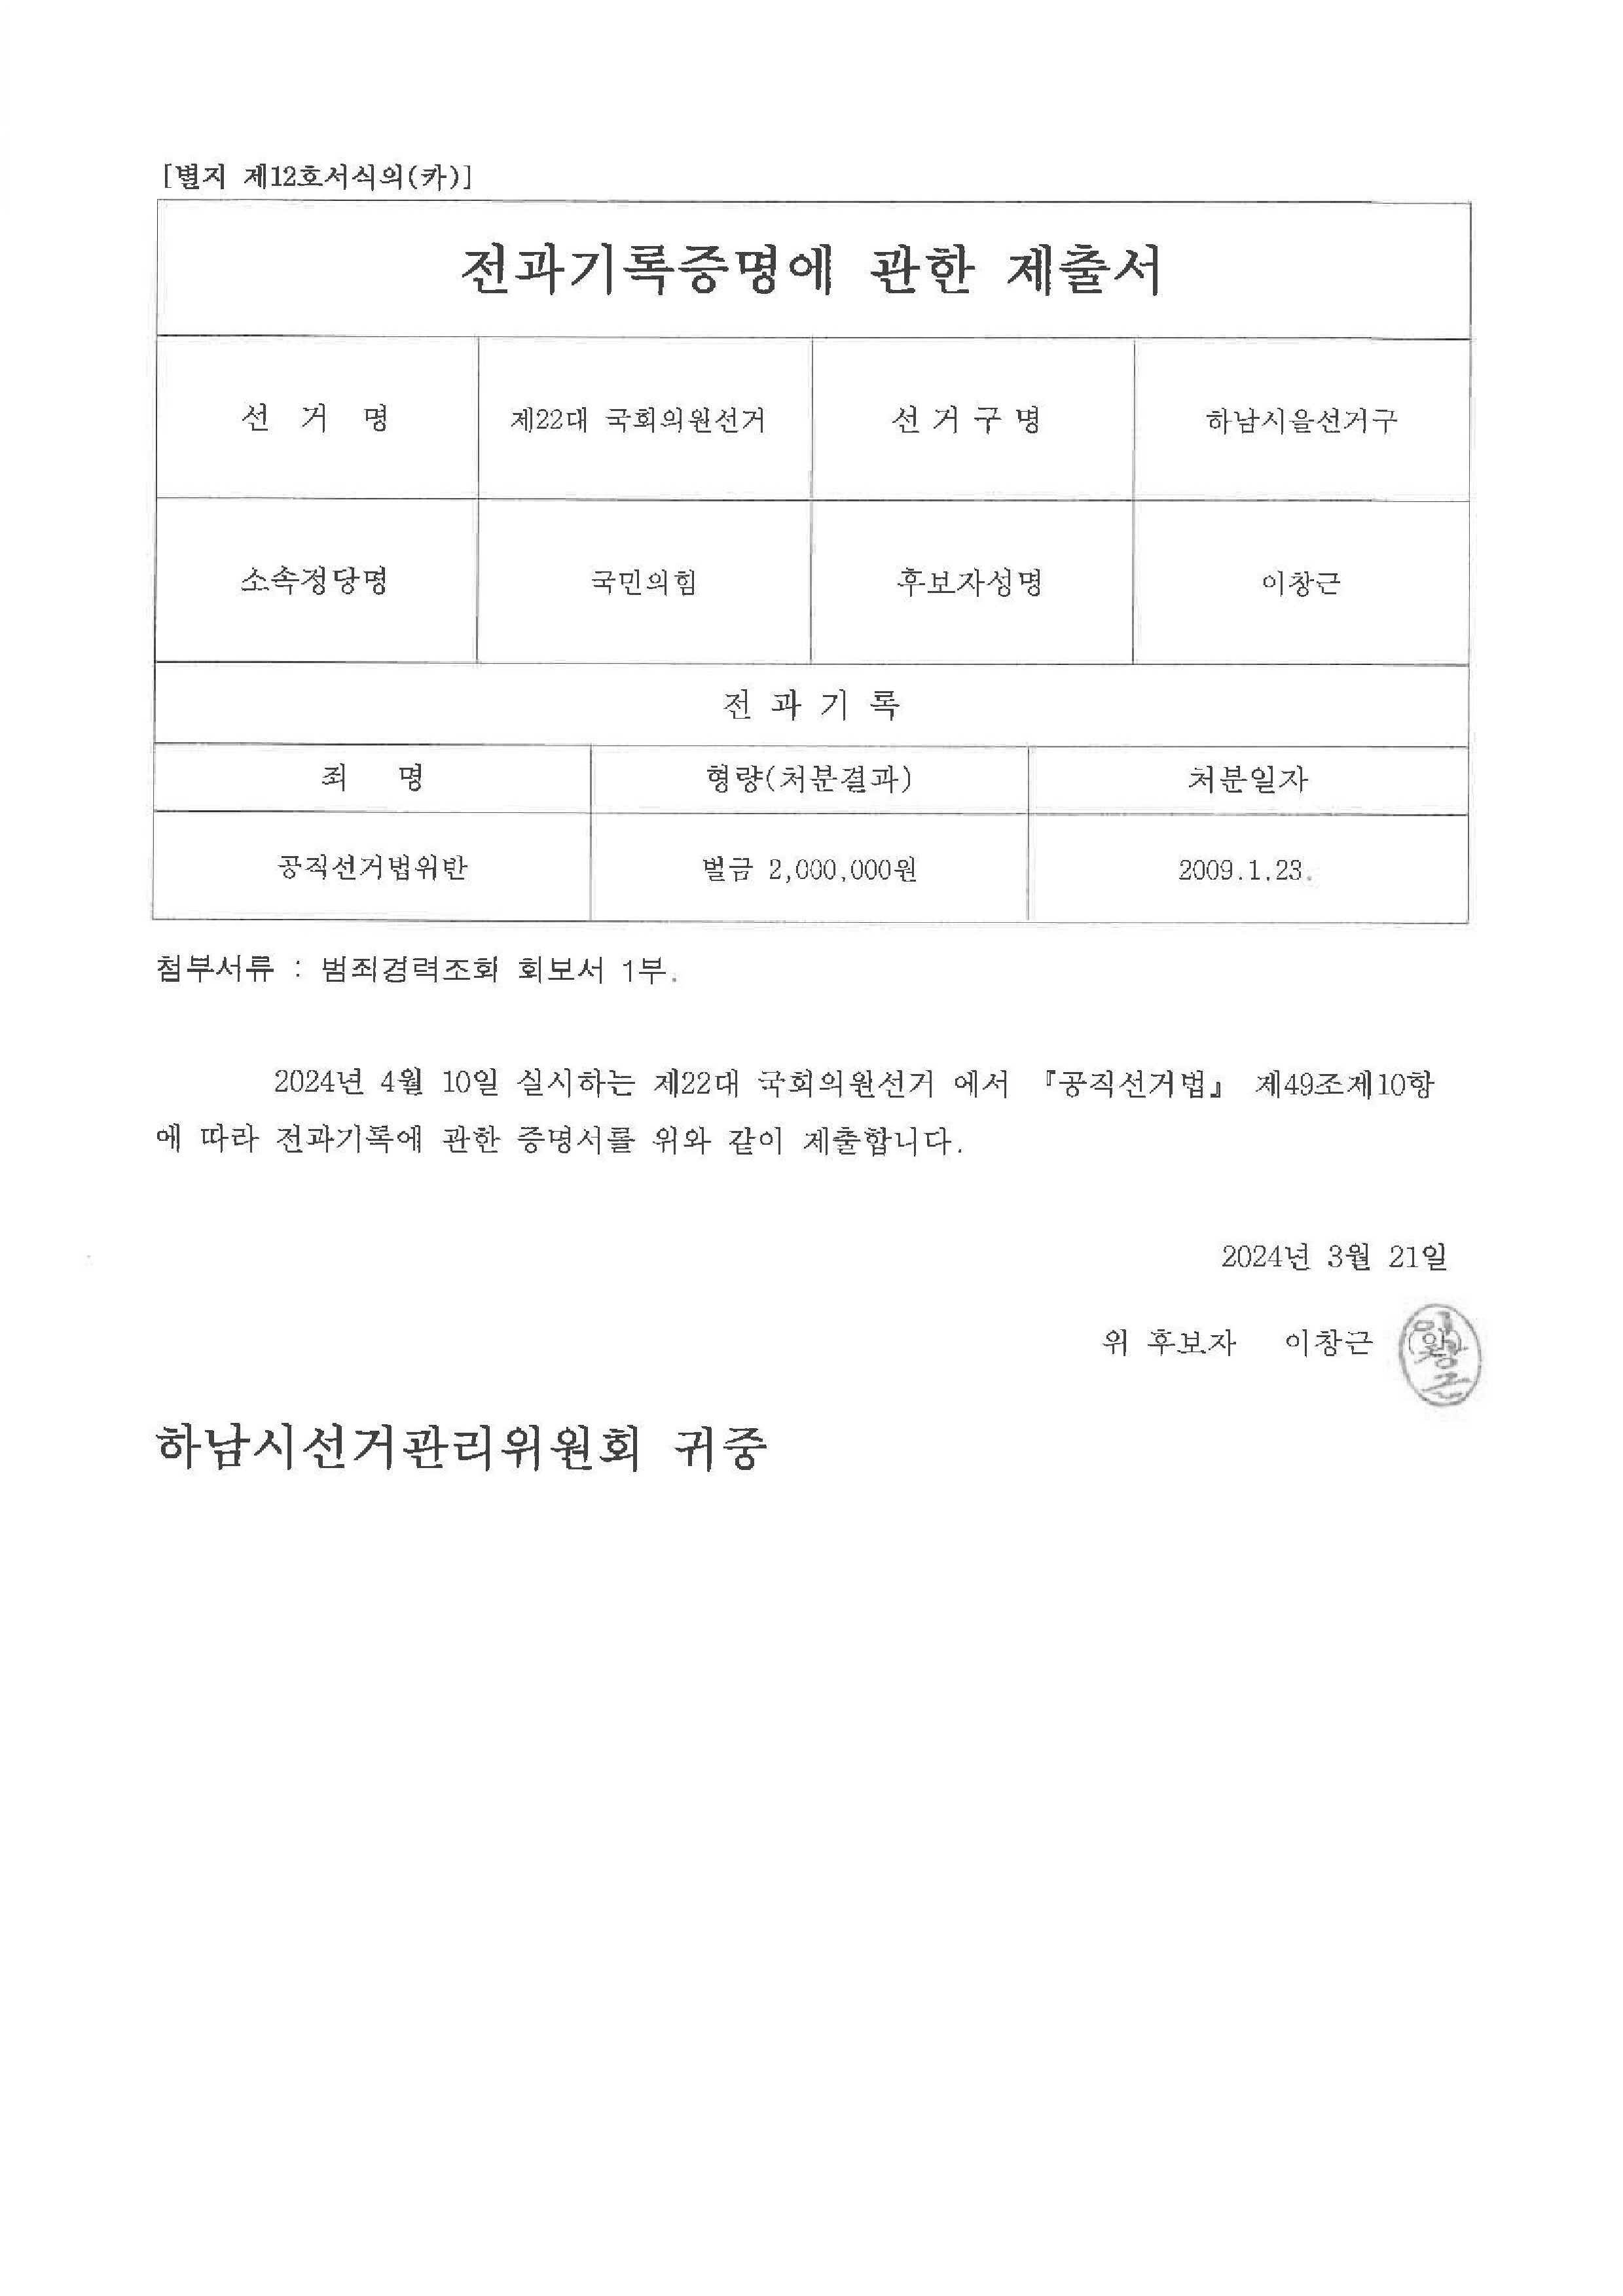 [별지 제12호서식의(카)]
전과기록증명에 관한 제출서
선 거 명 제22대 국회의원선거 선거구명 하남시을선거구
소속정당명 국민의힘 후보자성명 이창근
전 과 기 록
죄 명 형량(처분결과) 처분일자
공직선거법위반 벌금 2,000,000원 2009.1.23.
첨부서류 : 범죄경력조회 회보서 1부.
2024년 4월 10일 실시하는 제22대 국회의원선거 에서 『공직선거법』 제49조제10항
에 따라 전과기록에 관한 증명서를 위와 같이 제출합니다.
2024년 3월 21일
위 후보자 이창근
하남시선거관리위원회 귀중